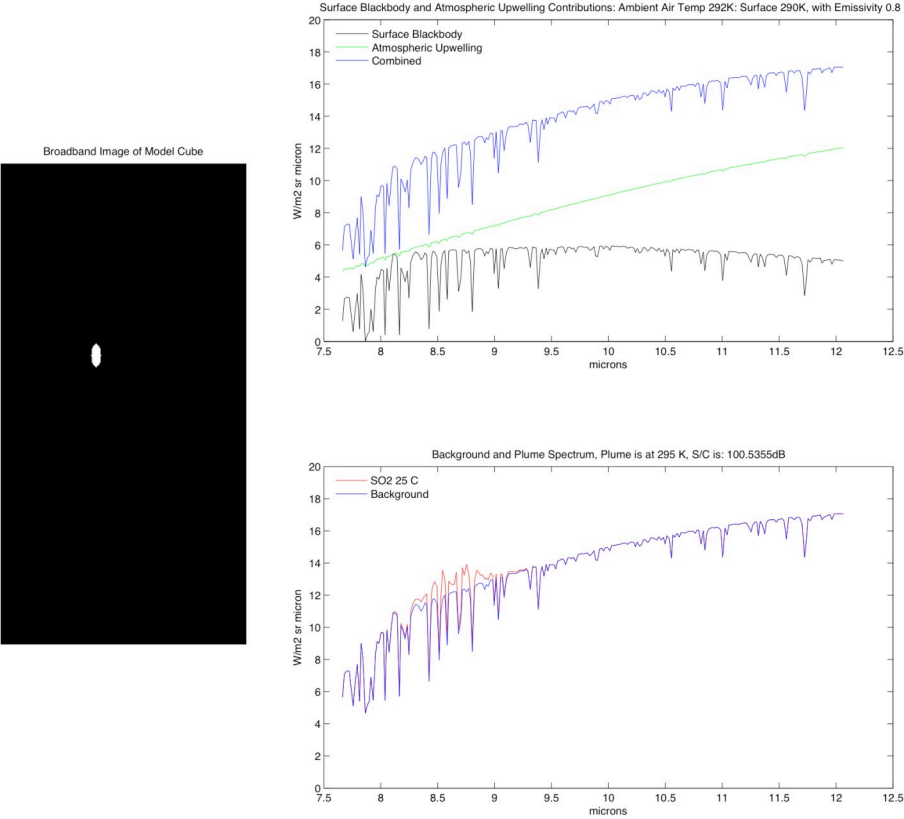 Surface Blackbody and Atmospheric Upwelling Contributions: Ambient Air Temp 292K: Surface 290K, with Emissivity 0.8
20
18
16
14
12
10
8
6
4
2
0
W/m2 sr micron
Surface Blackbody
Atmospheric Upwelling
Combined
7.5 8 8.5 9 9.5 10 10.5 11 11.5 12 12.5
microns
Broadband Image of Model Cube
Background and Plume Spectrum, Plume is at 295 K, S/C is: 100.5355dB
20
18
16
14
12
10
8
6
4
2
0
W/m2 sr micron
SO2 25 C
Background
7.5 8 8.5 9 9.5 10 10.5 11 11.5 12 12.5
microns